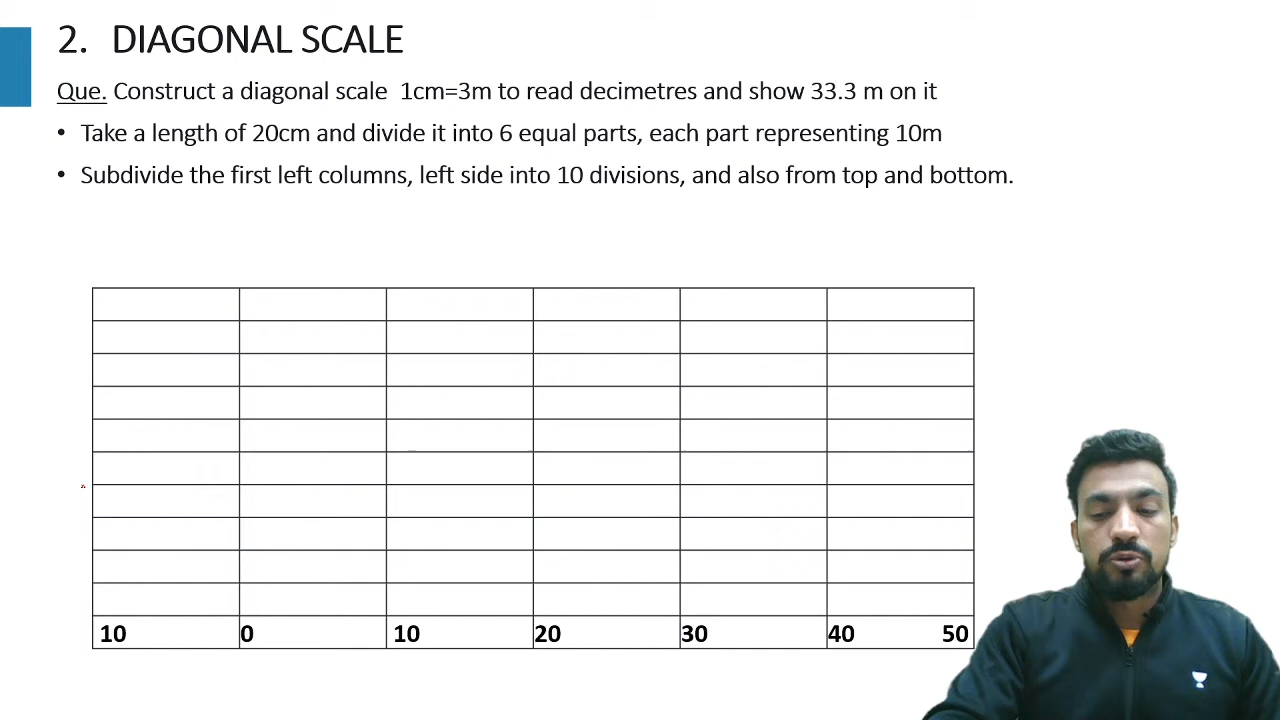 2. DIAGONAL SCALE
Que. Construct a diagonal scale 1cm=3m to read decimetres and show 33.3 m on it
• Take a length of 20cm and divide it into 6 equal parts, each part representing 10m
• Subdivide the first left columns, left side into 10 divisions, and also from top and bottom.
10 0 10 20 30 40 50